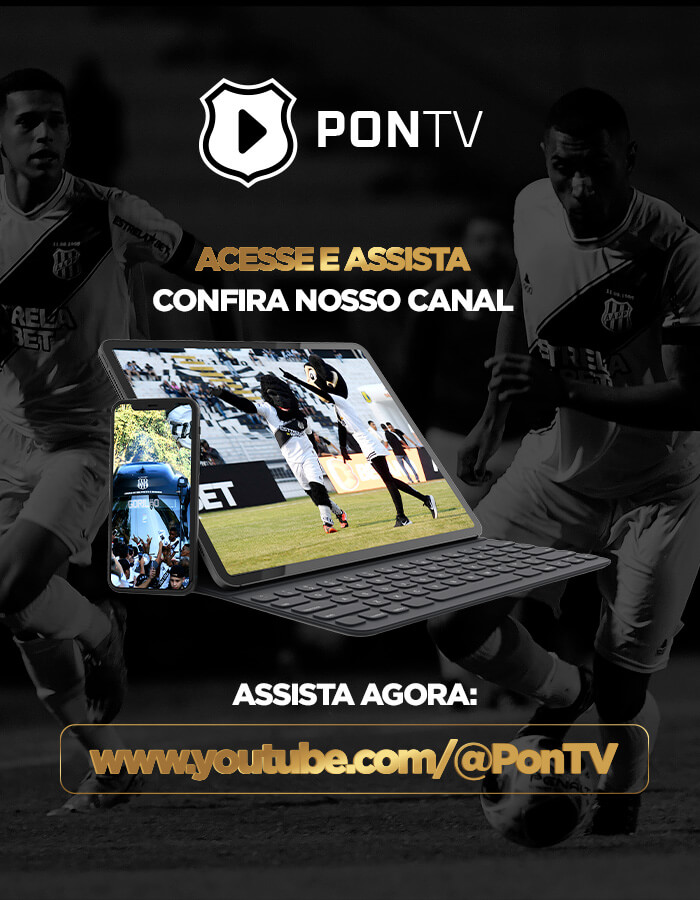 PONTV
ACESSE E ASSISTA
CONFIRA NOSSO CANAL
ASSISTA AGORA:
www.youtube.com/@PonTV